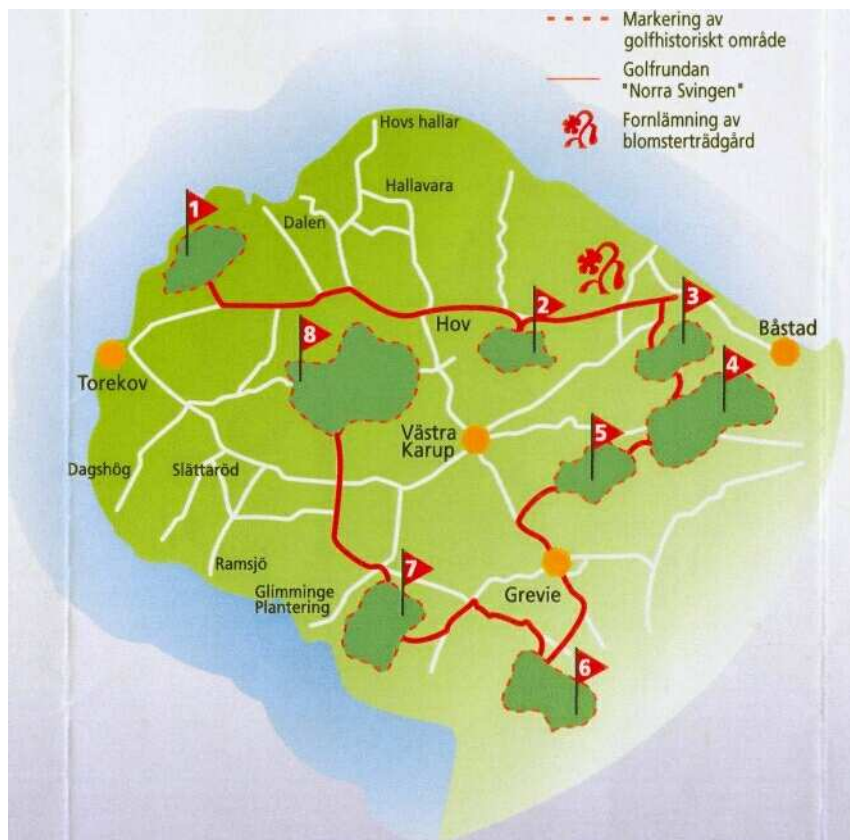 Markering av
golfhistoriskt område
Golfrundan
"Norra Svingen"
Fornlämning av
blomsterträdgård
Hovs hallar
Hallavara
1
Dalen
2
3
8
Hov
Båstad
Torekov
4
Västra
Karup
5
Dagshög
Slättaröd
Ramsjö
7
Glimminge
Plantering
Grevie
6